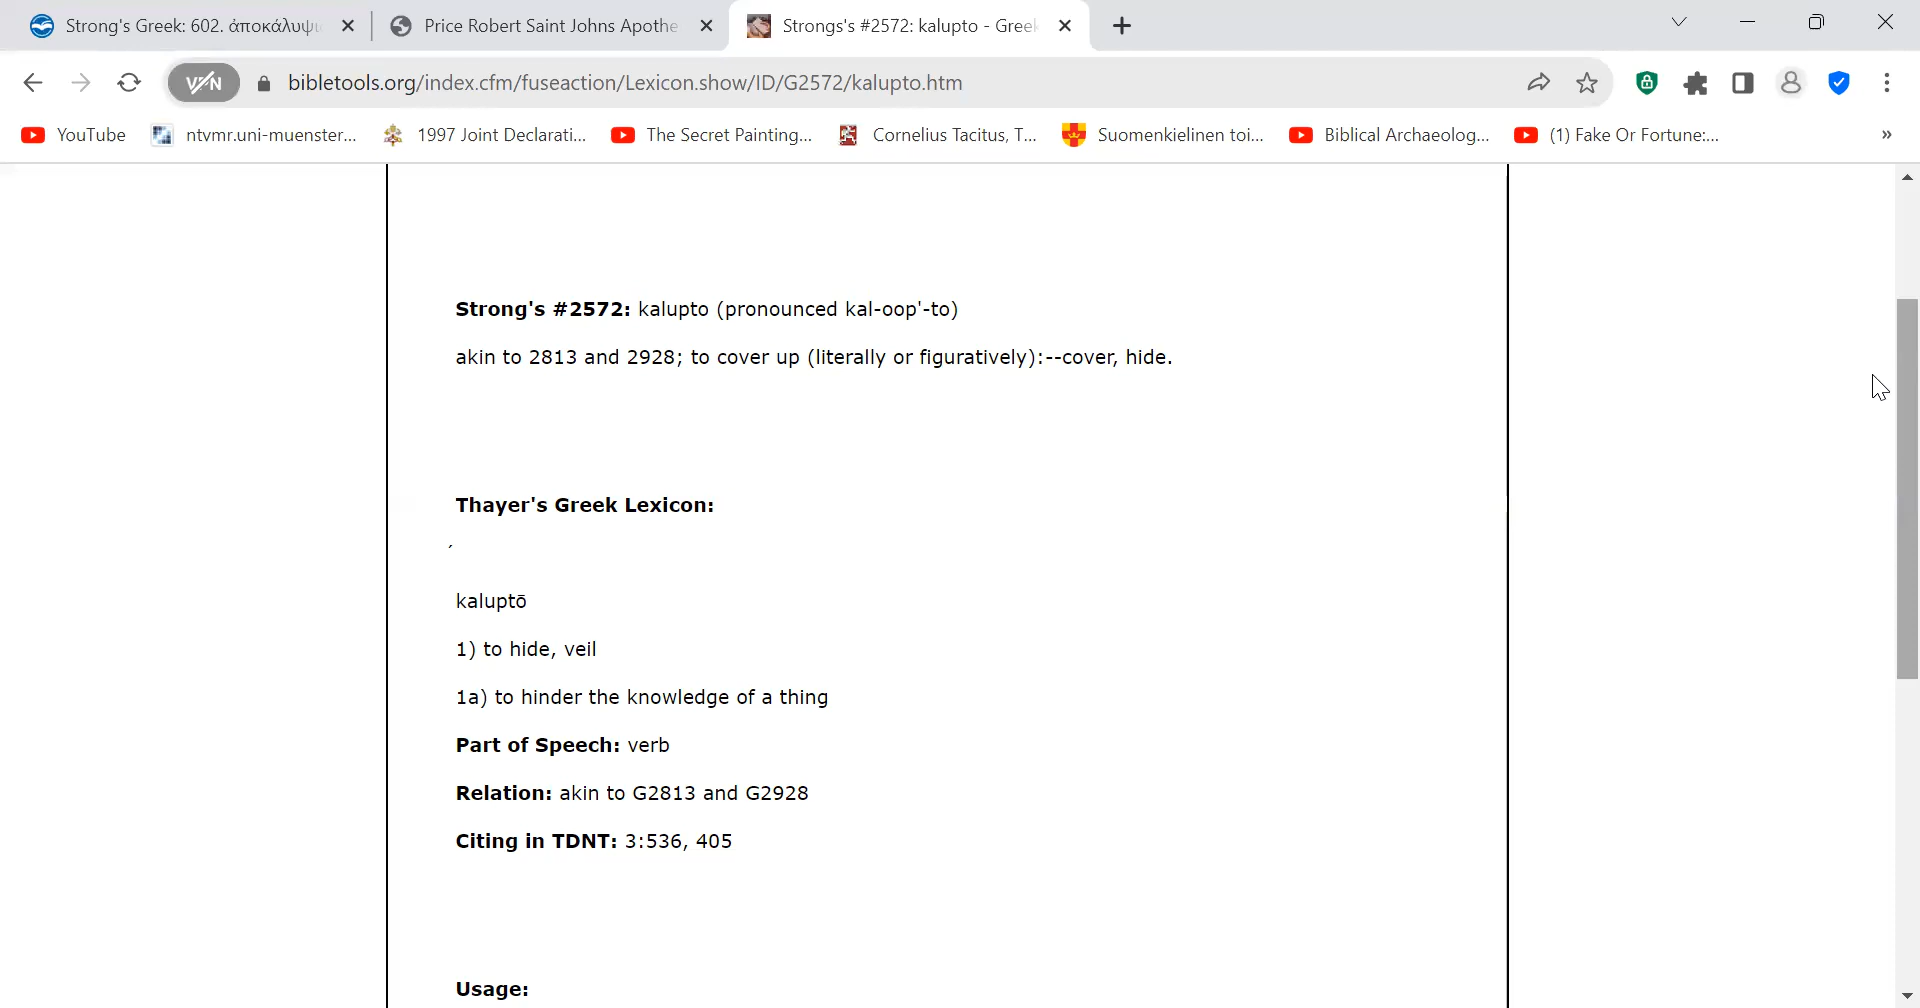 Strong's Greek: 602. ἀποκάλυψι
Price Robert Saint Johns Apothe
Strongs's #2572: kalupto - Greek
VPN
bibletools.org/index.cfm/fuseaction/Lexicon.show/ID/G2572/kalupto.htm
YouTube
ntvmr.uni-muenster...
1997 Joint Declarati...
The Secret Painting...
Cornelius Tacitus, T...
Suomenkielinen toi...
Biblical Archaeolog...
(1) Fake Or Fortune:...
»
Strong's #2572: kalupto (pronounced kal-oop'-to)
akin to 2813 and 2928; to cover up (literally or figuratively):--cover, hide.
Thayer's Greek Lexicon:
́
kaluptō
1) to hide, veil
1a) to hinder the knowledge of a thing
Part of Speech: verb
Relation: akin to G2813 and G2928
Citing in TDNT: 3:536, 405
Usage: